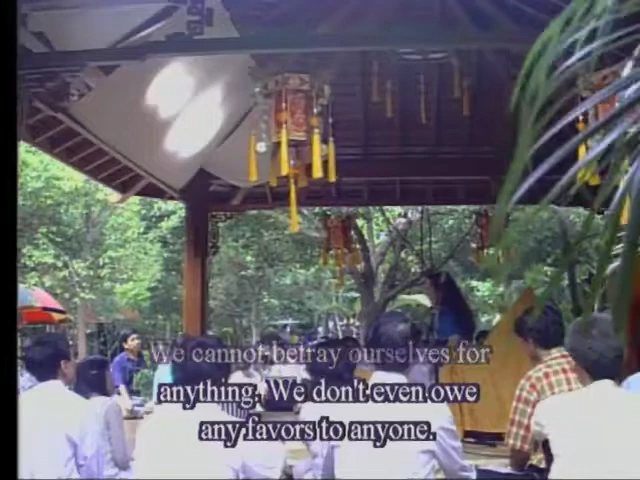 We cannot betray ourselves for
anything. We don't even owe
any favors to anyone.